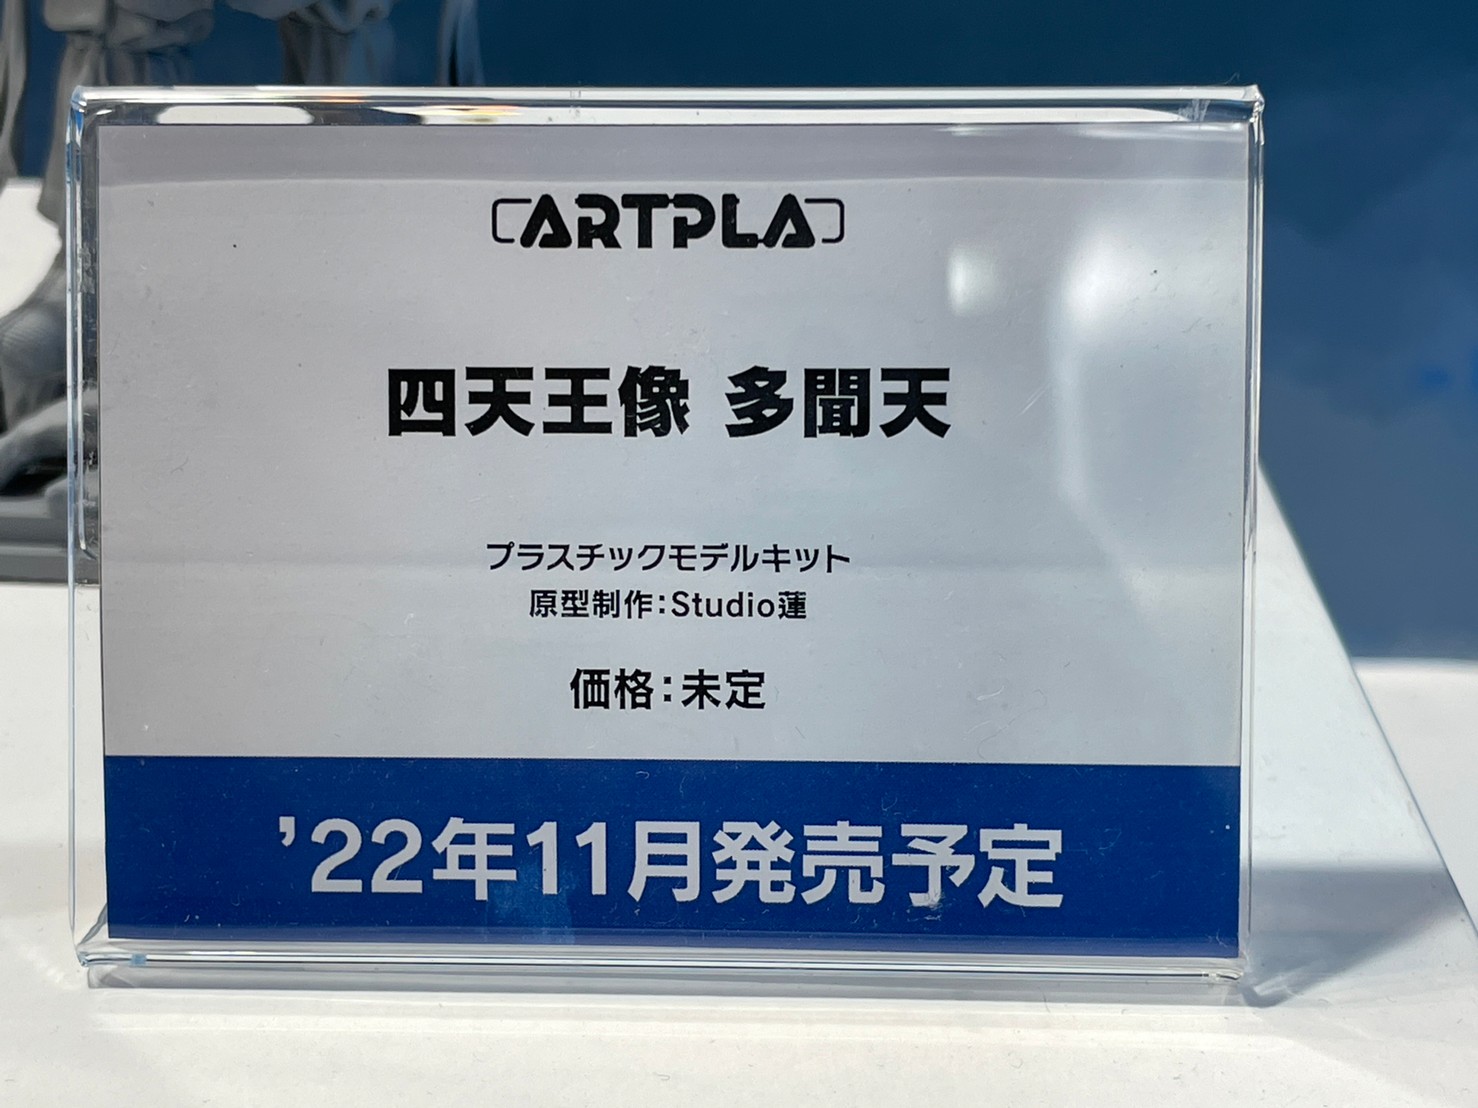 ARTPLA
四天王像 多聞天
プラスチックモデルキット
原型制作：Studio蓮
価格：未定
’22年11月発売予定